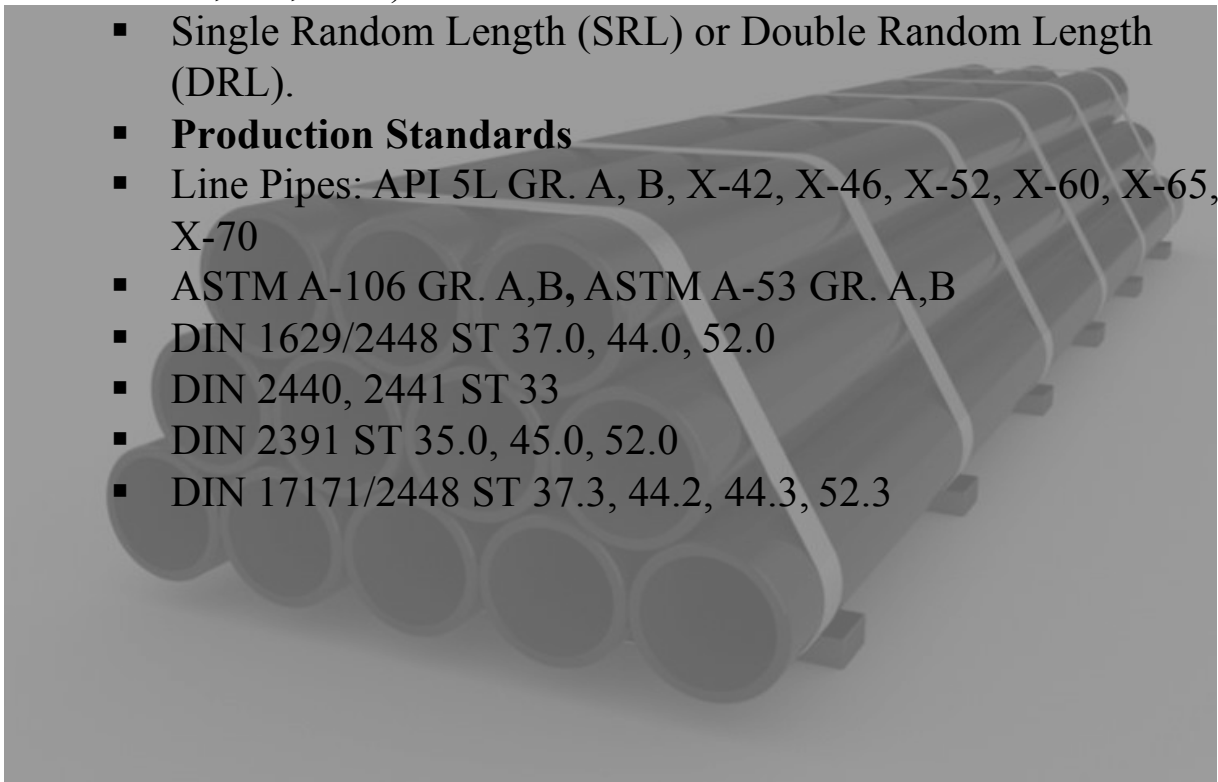 ▪ Single Random Length (SRL) or Double Random Length
(DRL).
▪ Production Standards
▪ Line Pipes: API 5L GR. A, B, X-42, X-46, X-52, X-60, X-65,
X-70
▪ ASTM A-106 GR. A,B, ASTM A-53 GR. A,B
▪ DIN 1629/2448 ST 37.0, 44.0, 52.0
▪ DIN 2440, 2441 ST 33
▪ DIN 2391 ST 35.0, 45.0, 52.0
▪ DIN 17171/2448 ST 37.3, 44.2, 44.3, 52.3